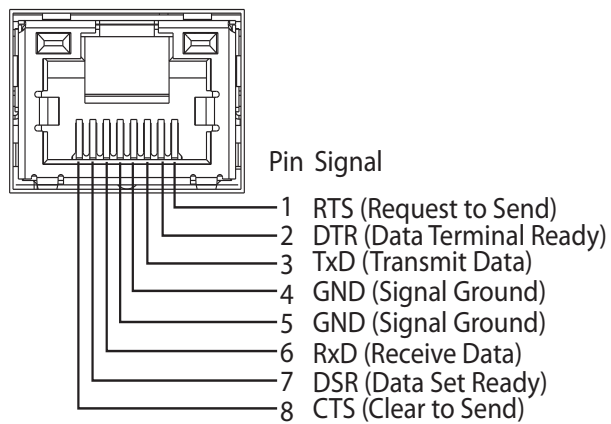 Pin Signal
1 RTS (Request to Send)
2 DTR (Data Terminal Ready)
3 TxD (Transmit Data)
4 GND (Signal Ground)
5 GND (Signal Ground)
6 RxD (Receive Data)
7 DSR (Data Set Ready)
8 CTS (Clear to Send)